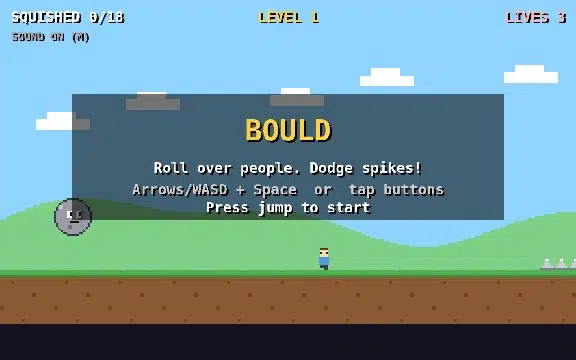 SQUISHED 0/18
LEVEL 1
LIVES 3
SOUND ON (M)
BOULD
Roll over people. Dodge spikes!
Arrows/WASD + Space or tap buttons
Press jump to start